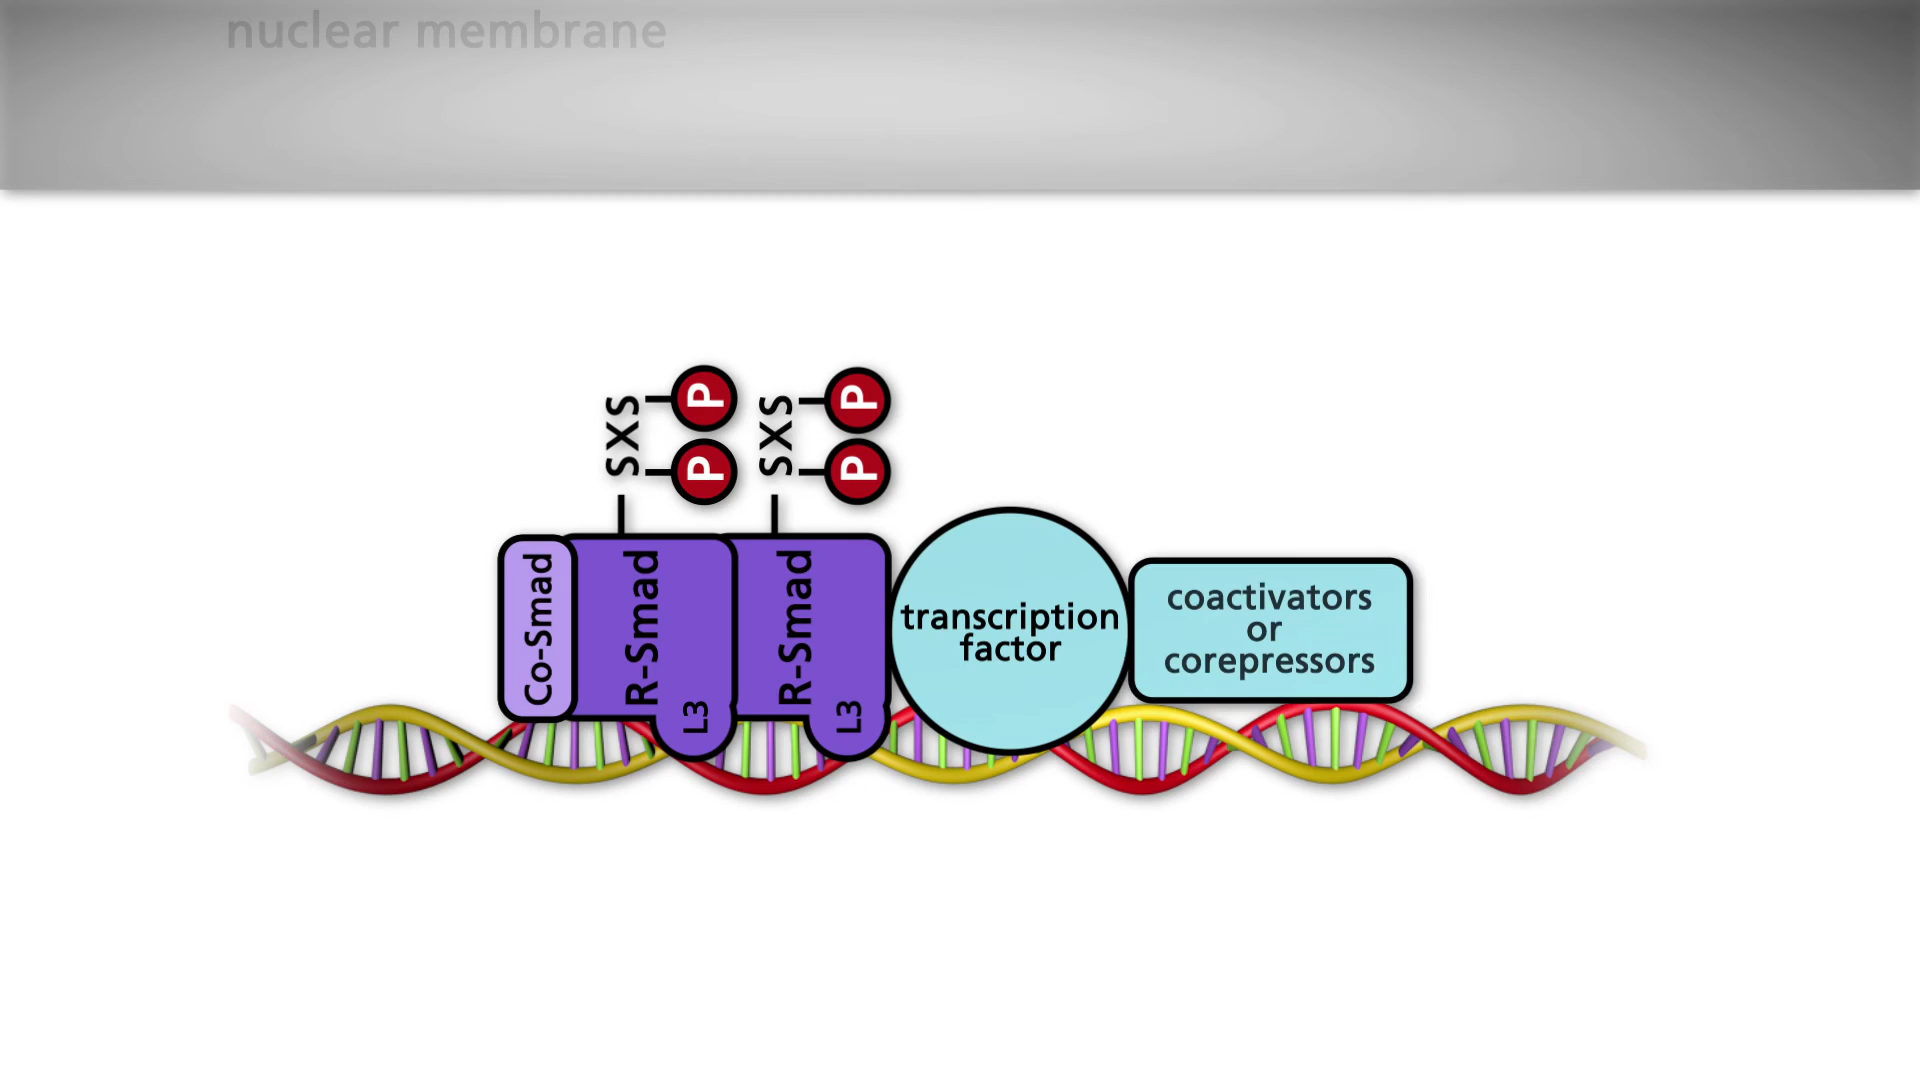 nuclear membrane
SXS
P
P
SXS
P
P
Co-Smad
R-Smad
L3
R-Smad
L3
transcription
factor
coactivators
or
corepressors